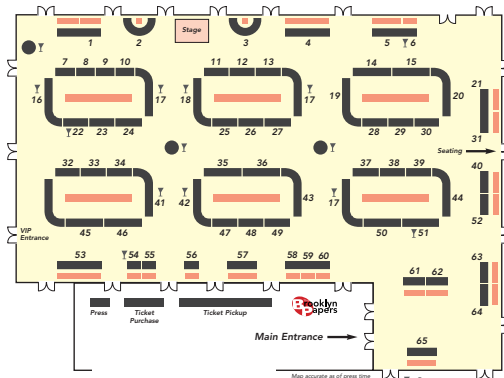 Stage
1 2 3 4 5 6
7 8 9 10 11 12 13 14 15
16 17 18 17 19 20 21
22 23 24 25 26 27 28 29 30 31
Seating
32 33 34 35 36 37 38 39 40
41 42 43 17 44
45 46 47 48 49 50 51 52
VIP
Entrance
53 54 55 56 57 58 59 60 61 62 63
64
Press Ticket
Purchase Ticket Pickup
Brooklyn
Papers
Main Entrance
65
Map accurate as of press time